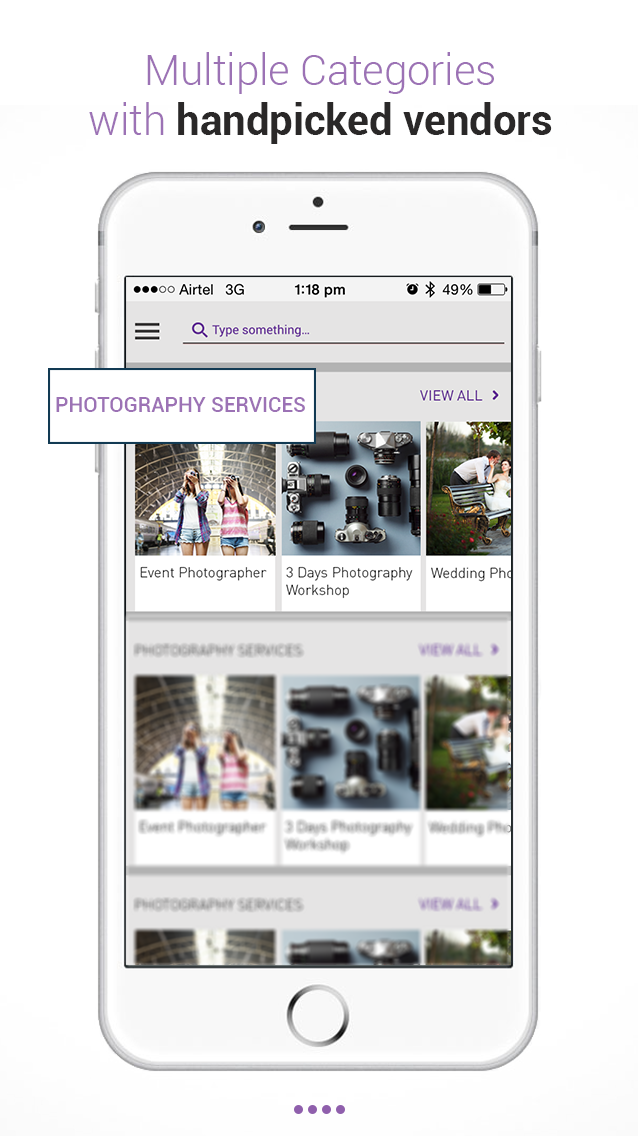 Multiple Categories
with handpicked vendors
Airtel 3G 1:18 pm 49%
Type something...
PHOTOGRAPHY SERVICES
VIEW ALL
Event Photographer
3 Days Photography
Workshop
Wedding Pho
PHOTOGRAPHY SERVICES
VIEW ALL
Event Photographer
3 Days Photography
Workshop
Wedding Pho
PHOTOGRAPHY SERVICES
VIEW ALL